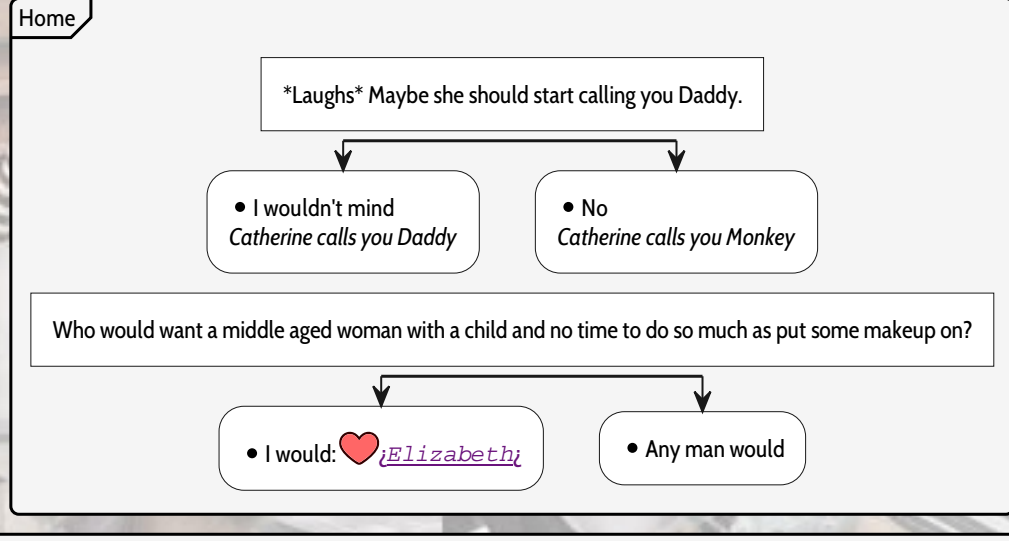 Home
*Laughs* Maybe she should start calling you Daddy.
• I wouldn't mind
Catherine calls you Daddy
• No
Catherine calls you Monkey
Who would want a middle aged woman with a child and no time to do so much as put some makeup on?
• I would: ❤¿Elizabeth¿
• Any man would